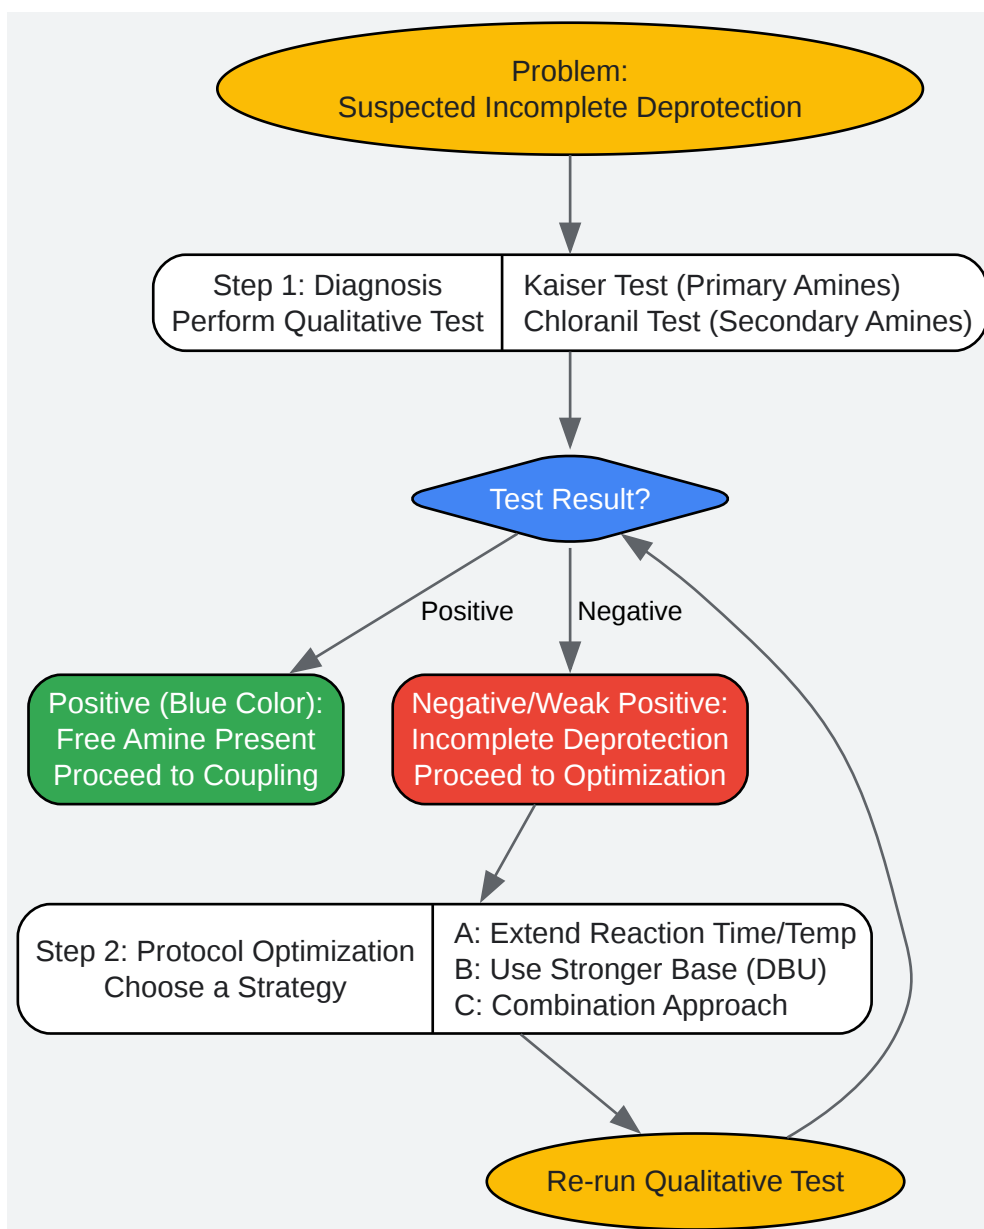 Problem:
Suspected Incomplete Deprotection
Step 1: Diagnosis
Perform Qualitative Test
Kaiser Test (Primary Amines)
Chloranil Test (Secondary Amines)
Test Result?
Positive
Negative
Positive (Blue Color):
Free Amine Present
Proceed to Coupling
Negative/Weak Positive:
Incomplete Deprotection
Proceed to Optimization
Step 2: Protocol Optimization
Choose a Strategy
A: Extend Reaction Time/Temp
B: Use Stronger Base (DBU)
C: Combination Approach
Re-run Qualitative Test